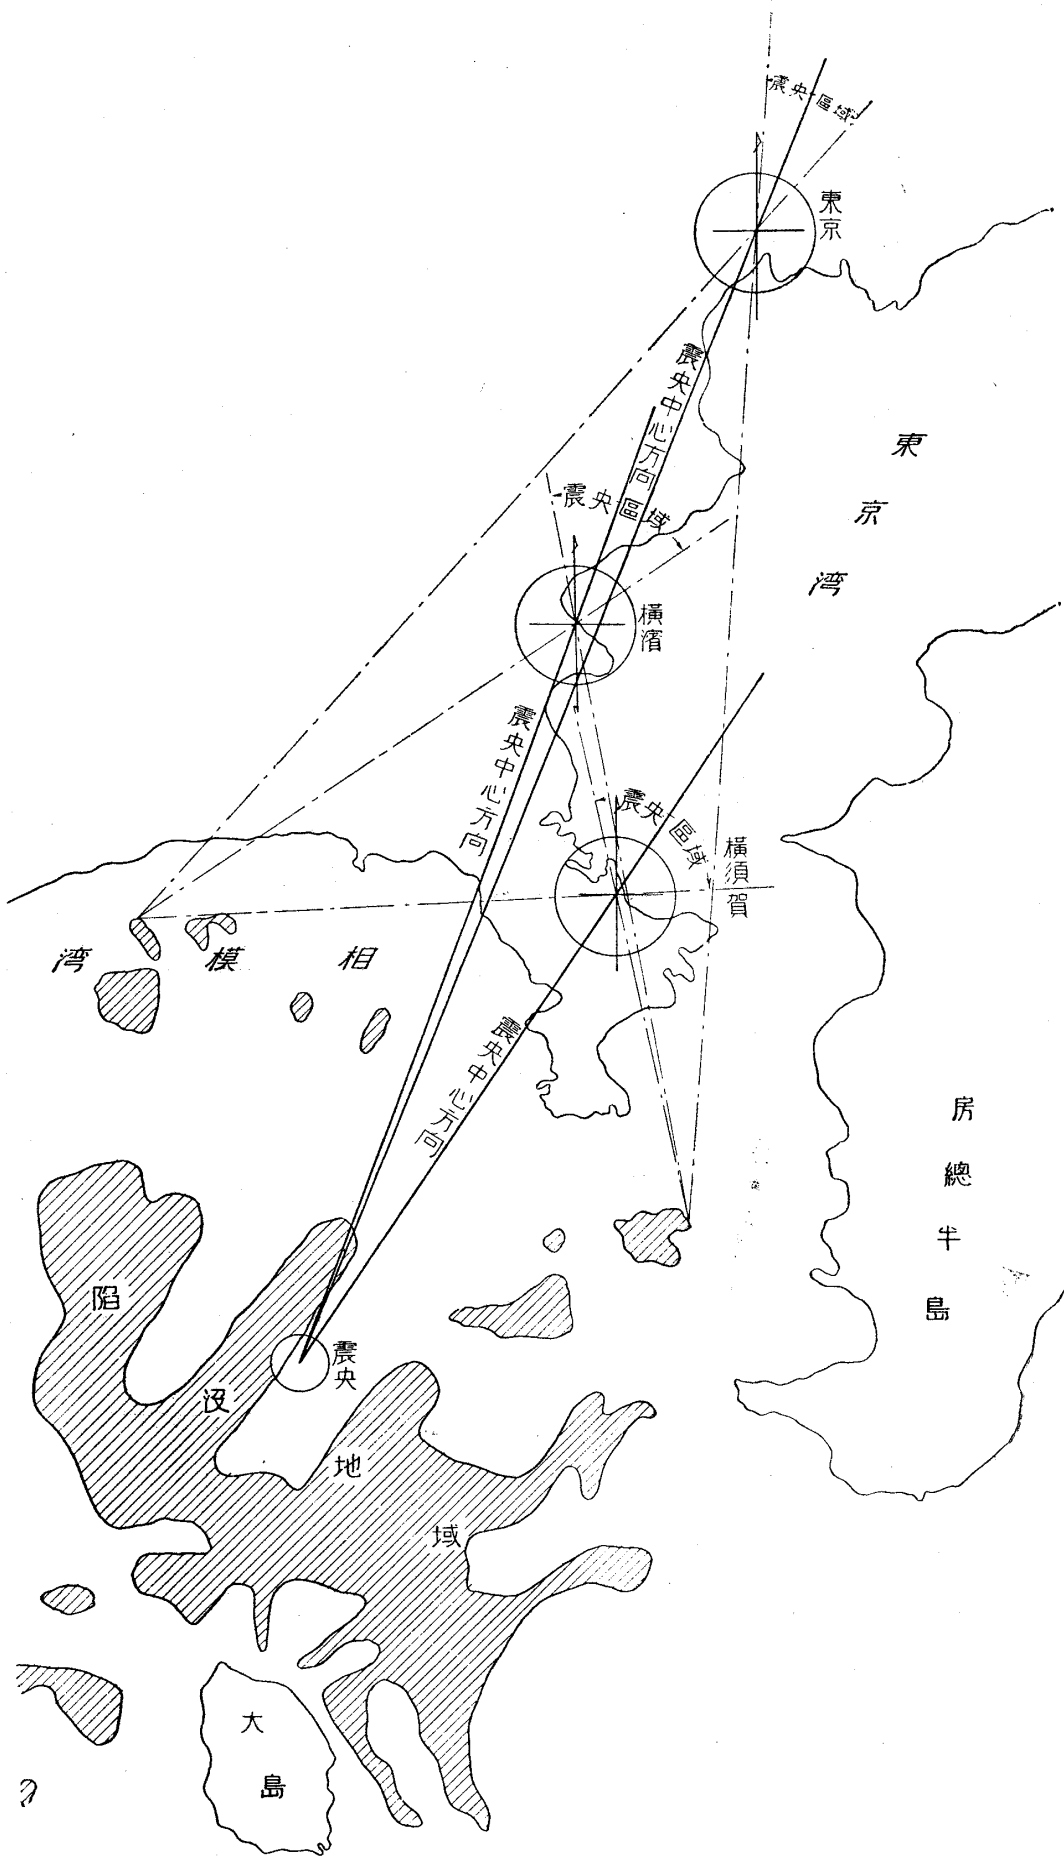 震央區域
東京
震央中心方向
東京湾
震央區域
橫濱
震央中心方向
震央區域
橫須賀
相模湾
震央中心方向
房總半島
震央
陷没地域
大島